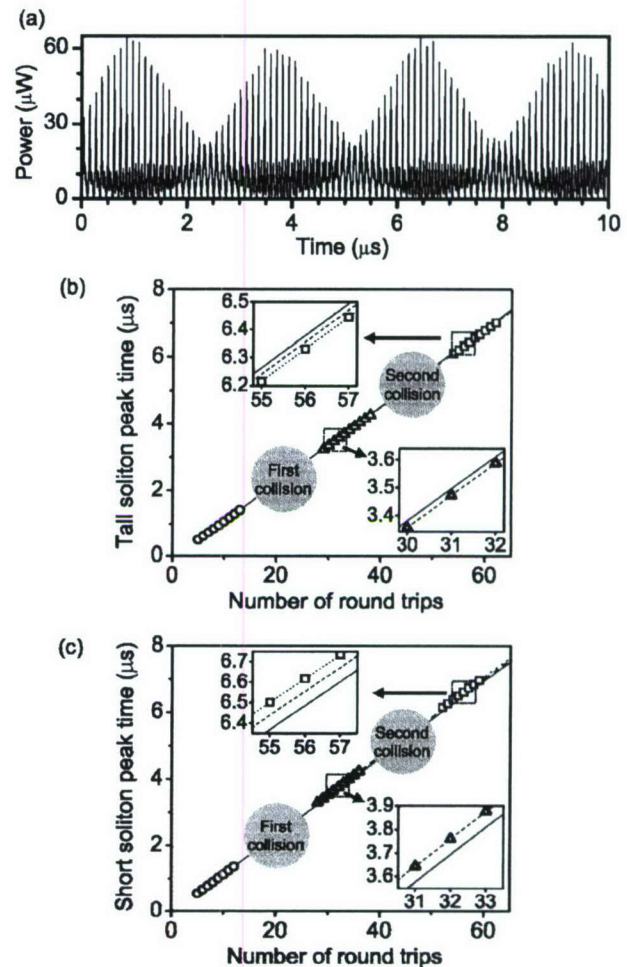 (a)
60
30
0
Power (μW)
0 2 4 6 8 10
Time (μs)
(b)
8
6
4
2
0
Tall soliton peak time (μs)
6.5
6.4
6.3
6.2
55 56 57
Second
collision
First
collision
3.6
3.5
3.4
30 31 32
0 20 40 60
Number of round trips
(c)
8
6
4
2
0
Short soliton peak time (μs)
6.7
6.6
6.5
6.4
55 56 57
Second
collision
First
collision
3.9
3.8
3.7
3.6
31 32 33
0 20 40 60
Number of round trips